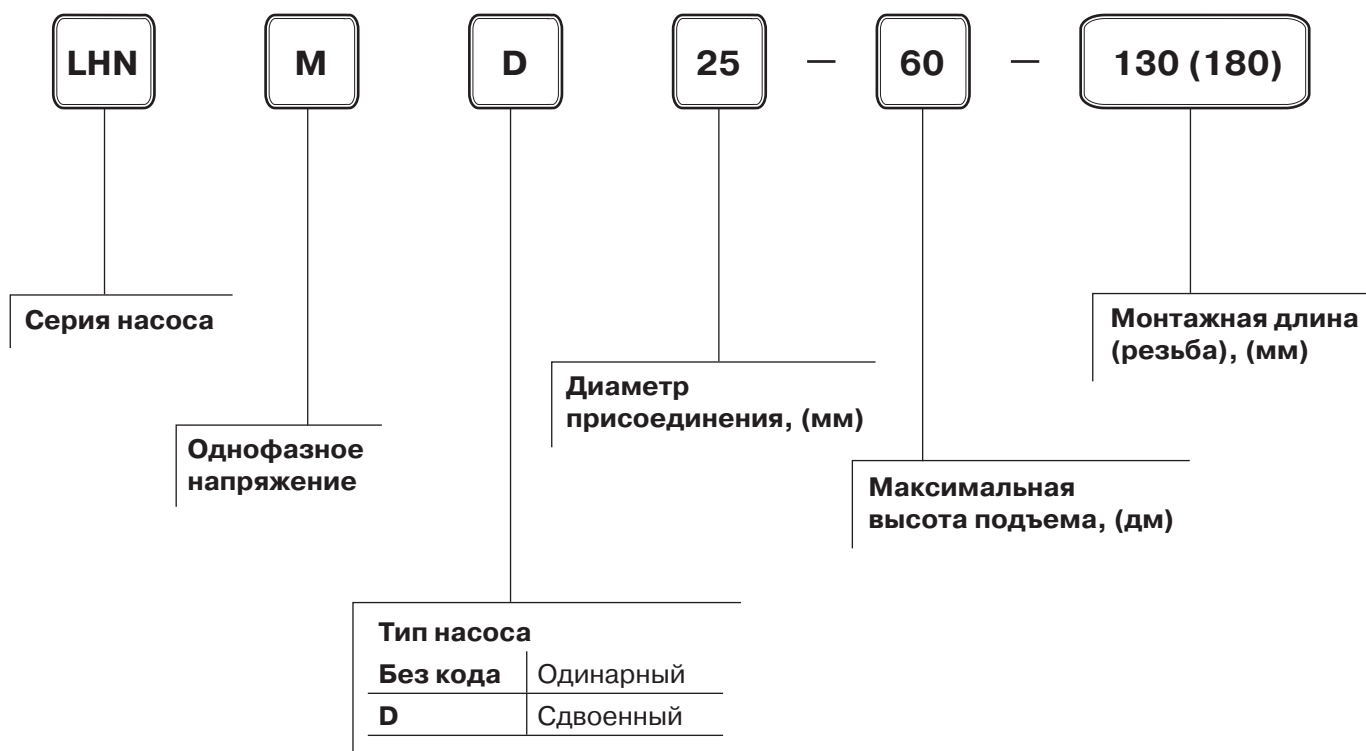 LHN M D 25 — 60 — 130 (180)
Серия насоса
Монтажная длина
(резьба), (мм)
Диаметр
присоединения, (мм)
Однофазное
напряжение
Максимальная
высота подъема, (дм)
Тип насоса
Без кода Одинарный
D Сдвоенный